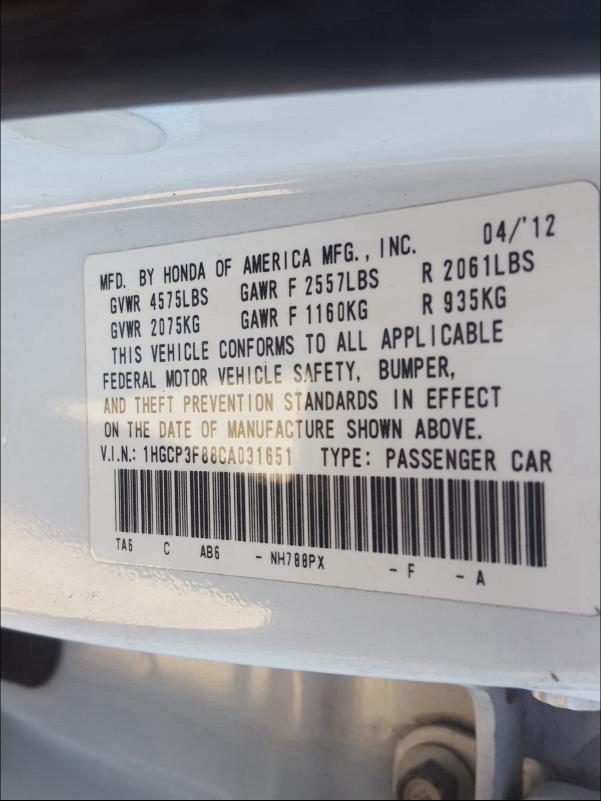 MFD. BY HONDA OF AMERICA MFG., INC. 04/'12
GVWR 4575LBS GAWR F 2557LBS R 2061LBS
GVWR 2075KG GAWR F 1160KG R 935KG
THIS VEHICLE CONFORMS TO ALL APPLICABLE
FEDERAL MOTOR VEHICLE SAFETY, BUMPER,
AND THEFT PREVENTION STANDARDS IN EFFECT
ON THE DATE OF MANUFACTURE SHOWN ABOVE.
V.I.N.: 1HGCP3F88CA031651 TYPE: PASSENGER CAR
TA6 C AB6 - NH788PX - F - A